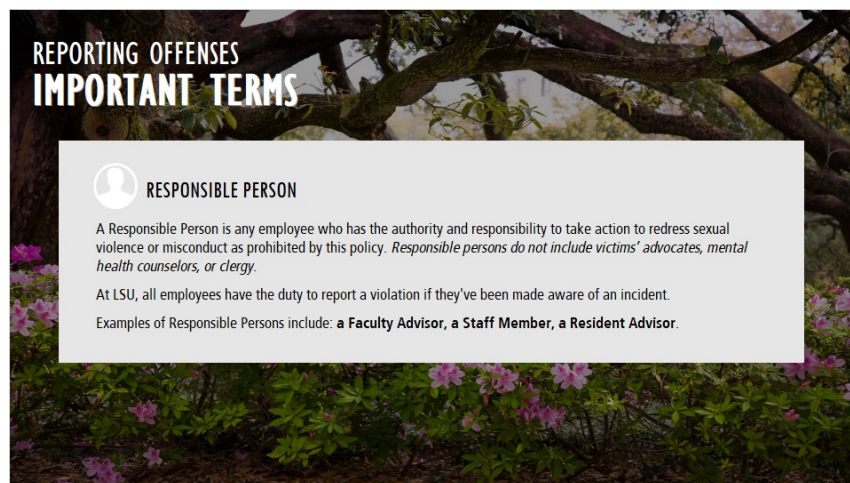 REPORTING OFFENSES
IMPORTANT TERMS
RESPONSIBLE PERSON
A Responsible Person is any employee who has the authority and responsibility to take action to redress sexual
violence or misconduct as prohibited by this policy. Responsible persons do not include victims' advocates, mental
health counselors, or clergy.
At LSU, all employees have the duty to report a violation if they've been made aware of an incident.
Examples of Responsible Persons include: a Faculty Advisor, a Staff Member, a Resident Advisor.